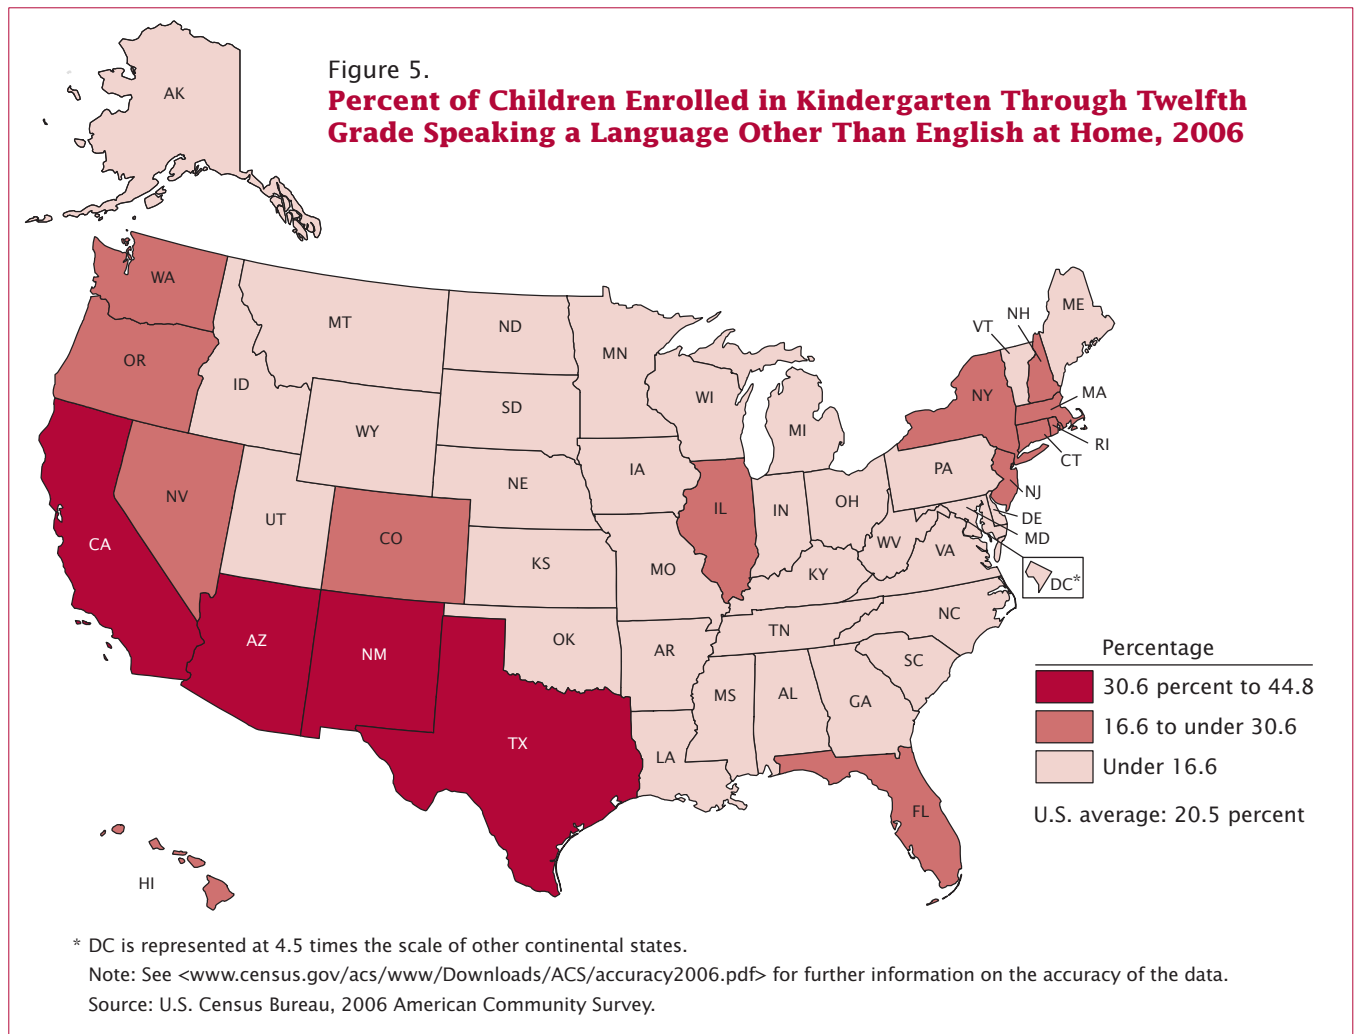 Figure 5.
Percent of Children Enrolled in Kindergarten Through Twelfth
Grade Speaking a Language Other Than English at Home, 2006
AK
WA
OR
ID
MT
WY
ND
SD
NE
MN
WI
MI
IA
VT
NH
ME
NY
MA
RI
CT
PA
NJ
DE
MD
DC*
CA
NV
UT
CO
KS
MO
IL
IN
OH
WV
VA
KY
AZ
NM
OK
AR
TN
NC
SC
TX
LA
MS
AL
GA
FL
HI
Percentage
30.6 percent to 44.8
16.6 to under 30.6
Under 16.6
U.S. average: 20.5 percent
* DC is represented at 4.5 times the scale of other continental states.
Note: See <www.census.gov/acs/www/Downloads/ACS/accuracy2006.pdf> for further information on the accuracy of the data.
Source: U.S. Census Bureau, 2006 American Community Survey.